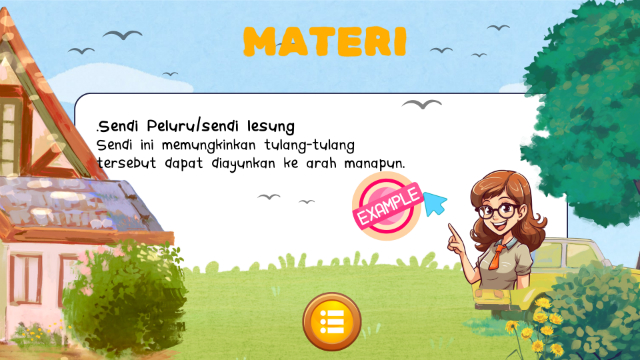 MATERI
.Sendi Peluru/sendi lesung
Sendi ini memungkinkan tulang-tulang
tersebut dapat diayunkan ke arah manapun.
EXAMPLE